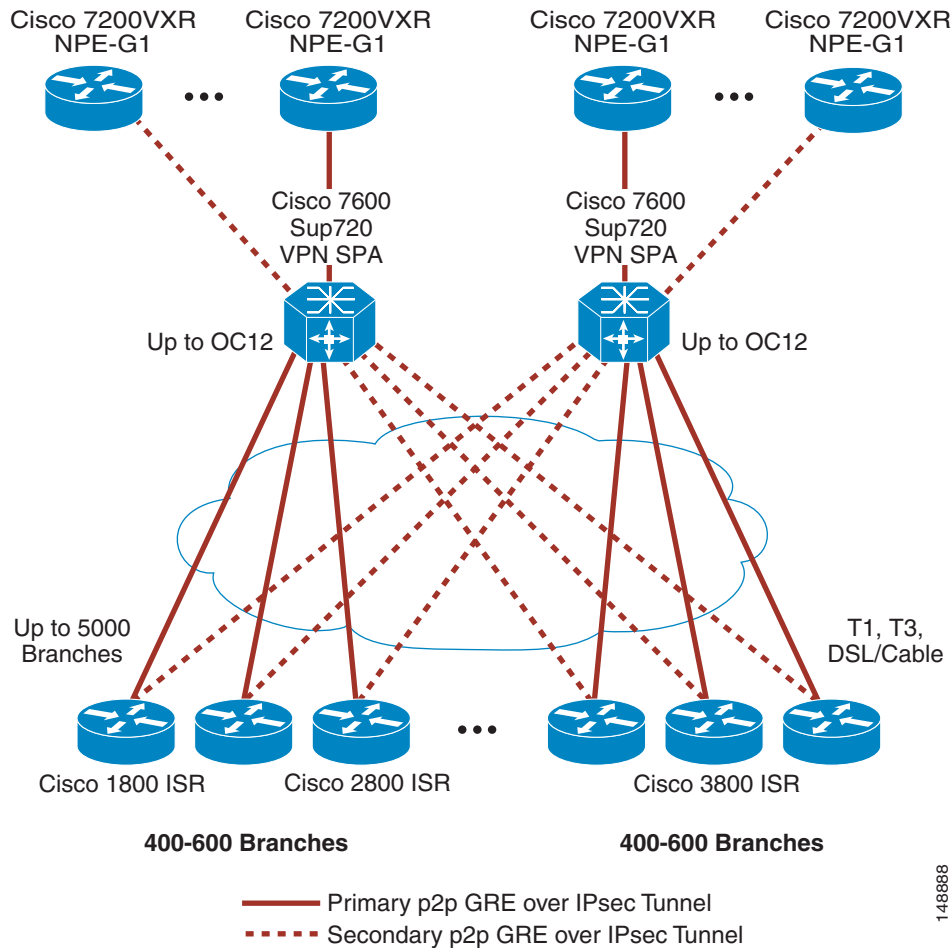 Cisco 7200VXR
NPE-G1
Cisco 7200VXR
NPE-G1
Cisco 7200VXR
NPE-G1
Cisco 7200VXR
NPE-G1
•••
•••
Cisco 7600
Sup720
VPN SPA
Cisco 7600
Sup720
VPN SPA
Up to OC12
Up to OC12
Up to 5000
Branches
T1, T3,
DSL/Cable
•••
Cisco 1800 ISR
Cisco 2800 ISR
Cisco 3800 ISR
400-600 Branches
400-600 Branches
Primary p2p GRE over IPsec Tunnel
Secondary p2p GRE over IPsec Tunnel
148888